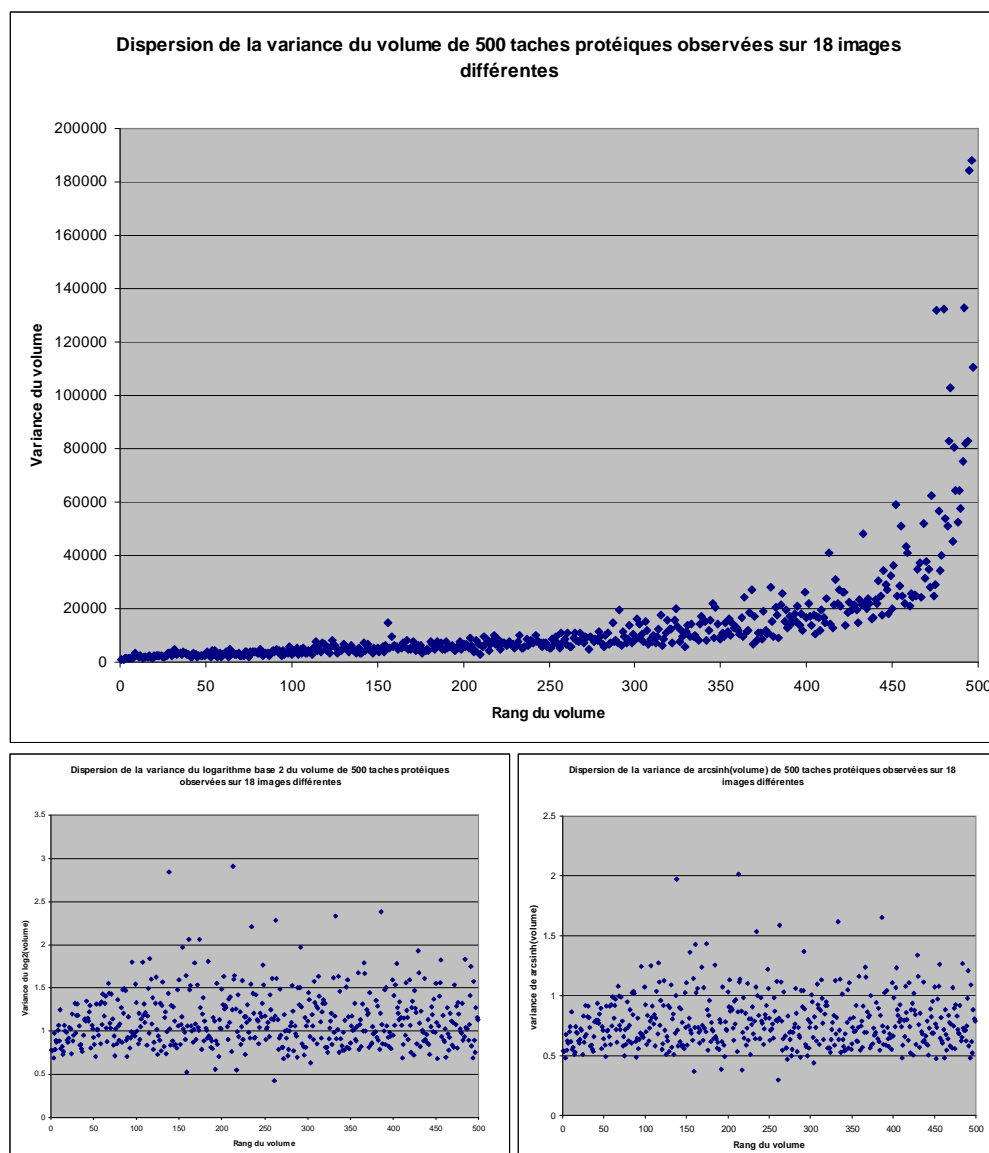 Dispersion de la variance du volume de 500 taches protéiques observées sur 18 images
différentes
200000
180000
160000
140000
120000
100000
80000
60000
40000
20000
0
Variance du volume
0 50 100 150 200 250 300 350 400 450 500
Rang du volume
Dispersion de la variance du logarithme base 2 du volume de 500 taches protéiques
observées sur 18 images différentes
3.5
3
2.5
2
1.5
1
0.5
0
Variance du log2(volume)
0 50 100 150 200 250 300 350 400 450 500
Rang du volume
Dispersion de la variance de arcsinh(volume) de 500 taches protéiques observées sur 18
images différentes
2.5
2
1.5
1
0.5
0
variance de arcsinh(volume)
0 50 100 150 200 250 300 350 400 450 500
Rang du volume